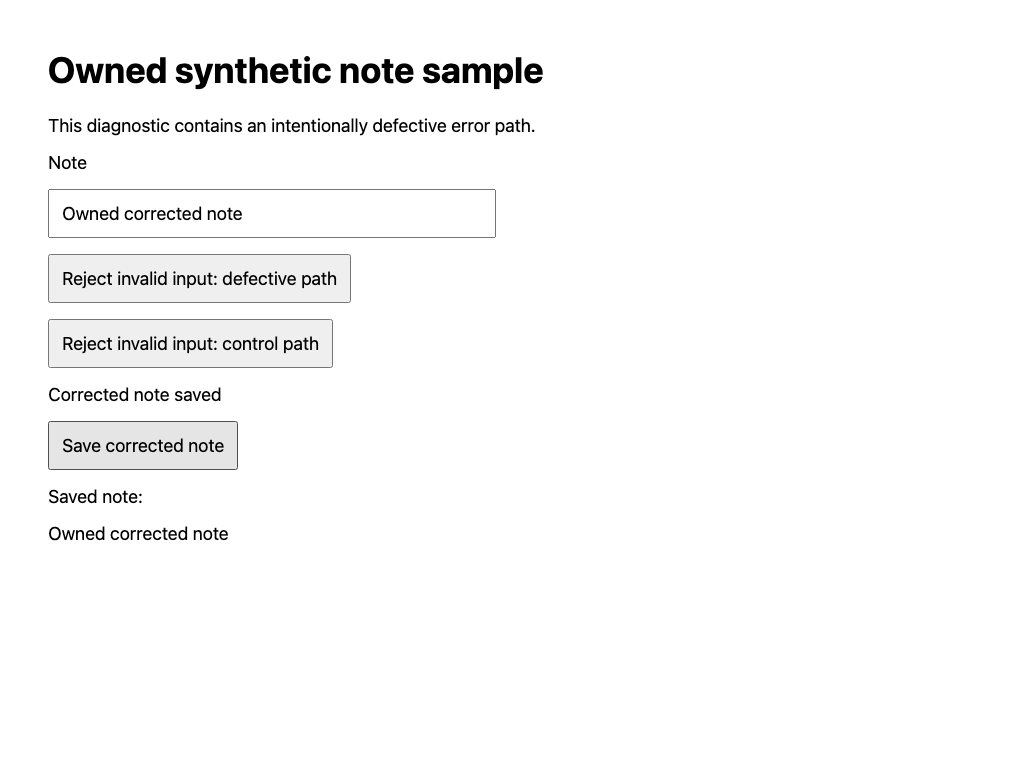 Owned synthetic note sample
This diagnostic contains an intentionally defective error path.
Note
Owned corrected note
Reject invalid input: defective path
Reject invalid input: control path
Corrected note saved
Save corrected note
Saved note:
Owned corrected note